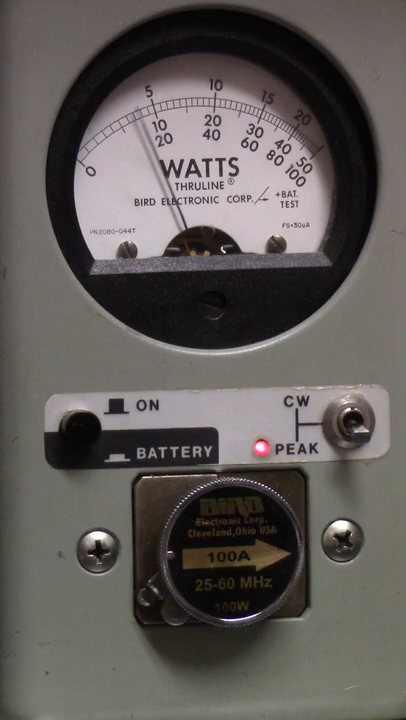 5 10 15 20
0 10 20 30 40 50
20 40 60 80 100
WATTS
THRULINE®
BIRD ELECTRONIC CORP. +BAT. TEST
PN2080-044T FS=30uA
ON
BATTERY
CW
PEAK
BIRD
Electronic Corp.
Cleveland,Ohio USA
100A
25-60 MHz
100W